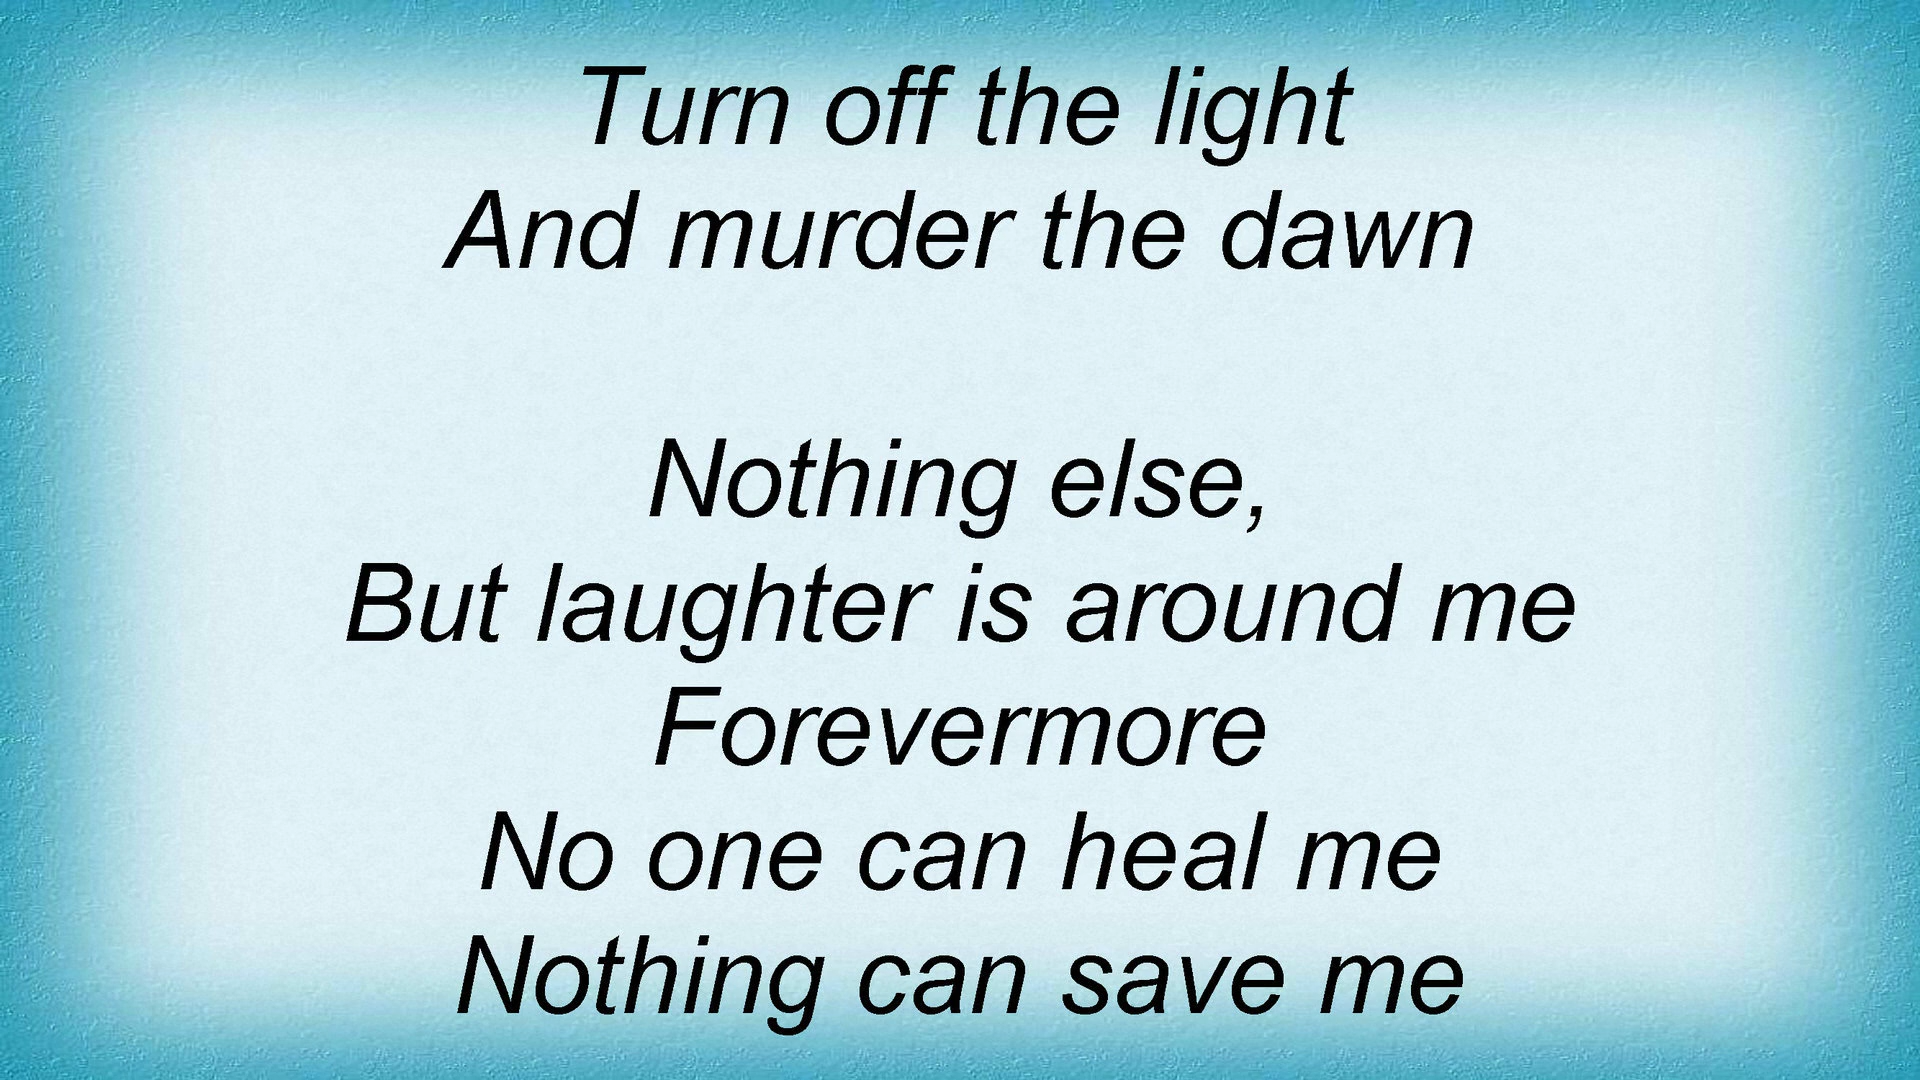 Turn off the light
And murder the dawn
Nothing else,
But laughter is around me
Forevermore
No one can heal me
Nothing can save me